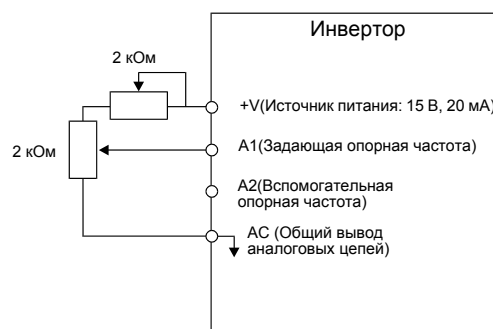 Инвертор
2 кОм
+V(Источник питания: 15 В, 20 мА)
2 кОм
A1(Задающая опорная частота)
A2(Вспомогательная
опорная частота)
AC (Общий вывод
аналоговых цепей)